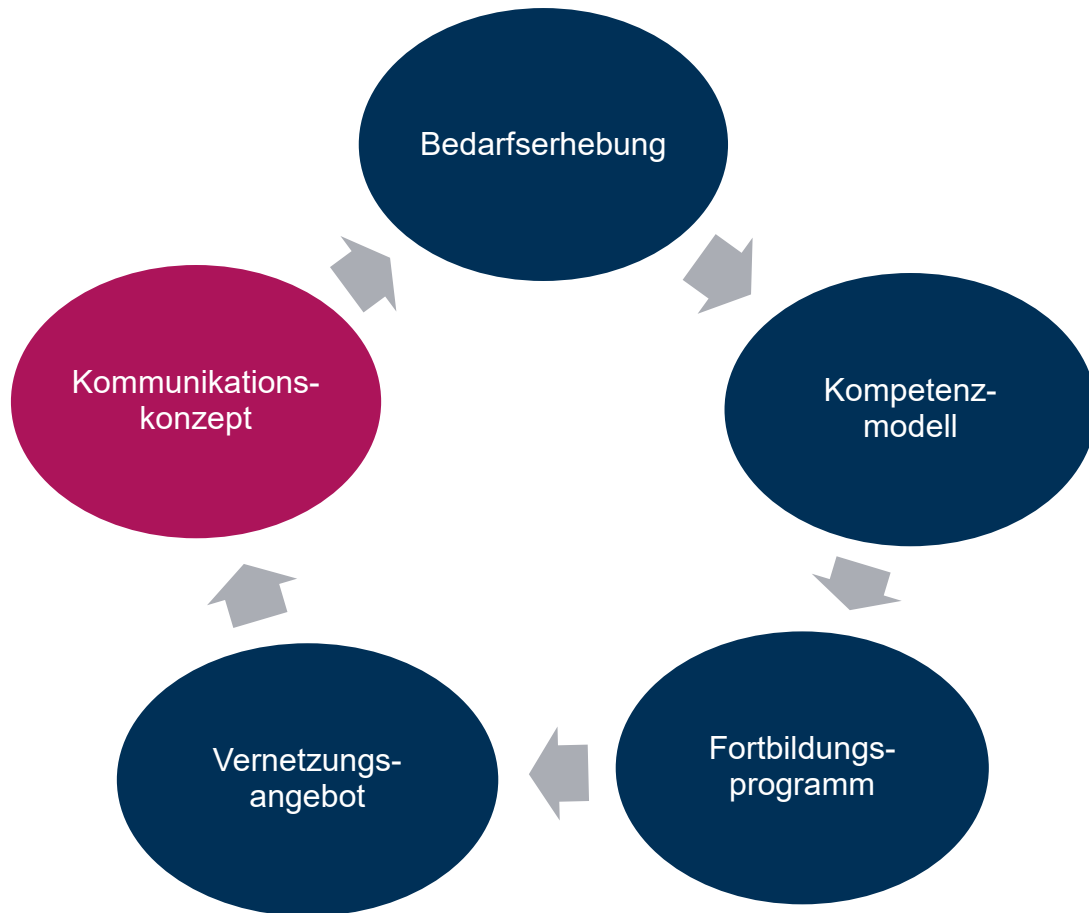 Bedarfserhebung
Kompetenz-
modell
Fortbildungs-
programm
Vernetzungs-
angebot
Kommunikations-
konzept